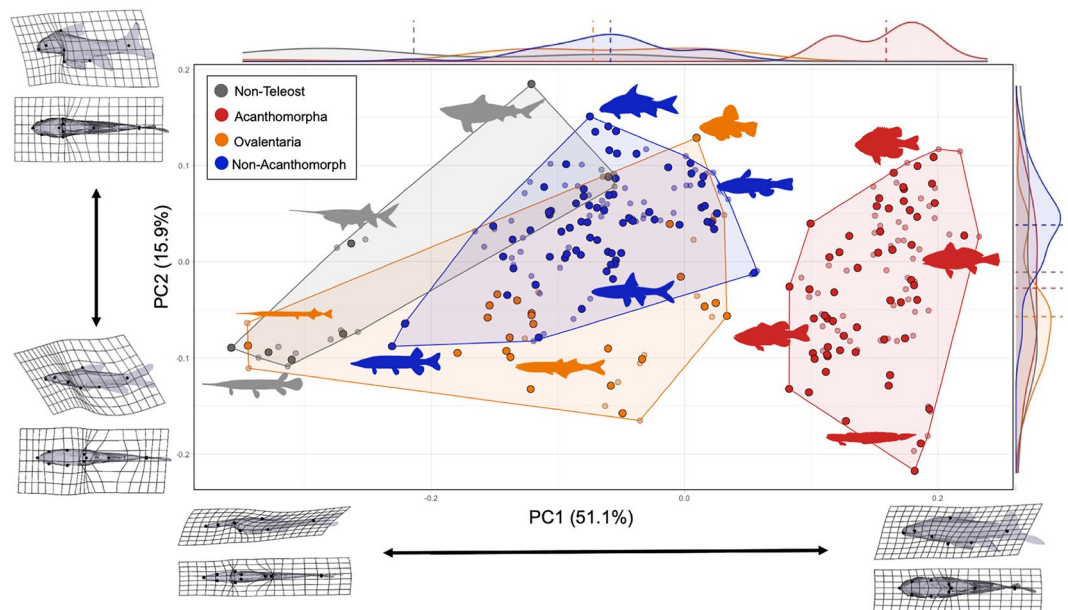 0.2
Non-Teleost
Acanthomorpha
Ovalentaria
Non-Acanthomorph
0.1
0.0
-0.1
-0.2
PC2 (15.9%)
-0.2
0.0
0.2
PC1 (51.1%)